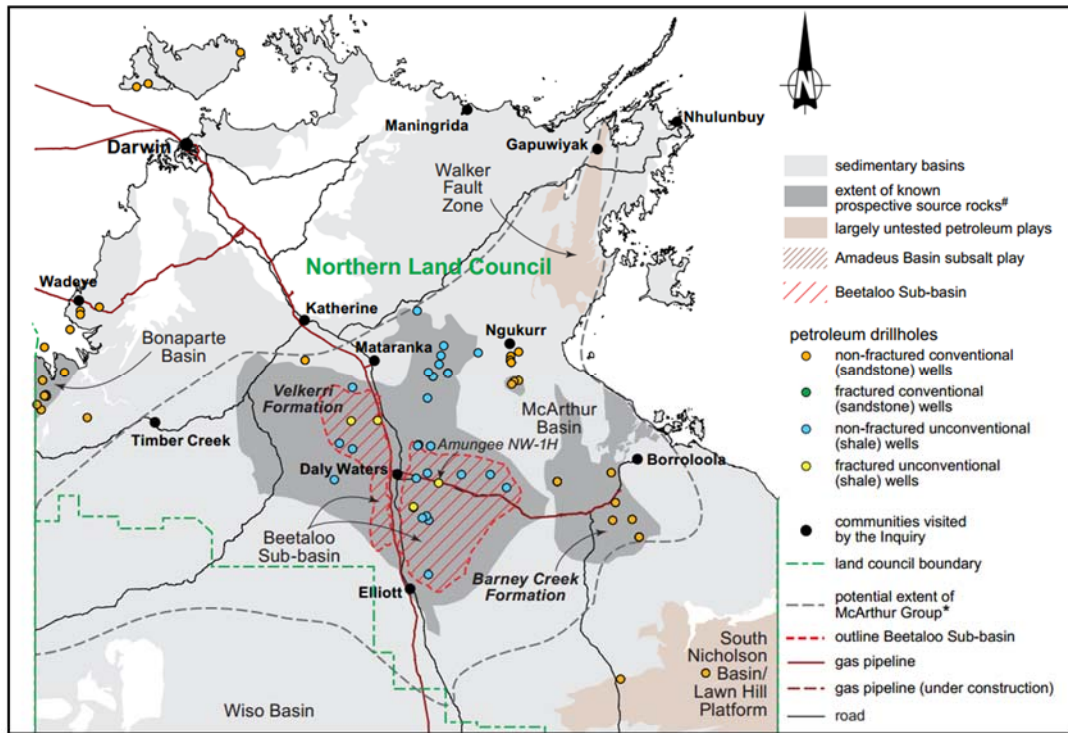 Maningrida
Nhulunbuy
Darwin
Gapuwiyak
Walker
Fault
Zone
Northern Land Council
Wadeye
Katherine
Ngukurr
Bonaparte
Basin
Mataranka
Velkerri
Formation
McArthur
Basin
Timber Creek
Amungee NW-1H
Daly Waters
Borroloola
Beetaloo
Sub-basin
Barney Creek
Formation
Elliott
South
Nicholson
Basin/
Lawn Hill
Platform
Wiso Basin
N
sedimentary basins
extent of known
prospective source rocks#
largely untested petroleum plays
Amadeus Basin subsalt play
Beetaloo Sub-basin
petroleum drillholes
non-fractured conventional
(sandstone) wells
fractured conventional
(sandstone) wells
non-fractured unconventional
(shale) wells
fractured unconventional
(shale) wells
communities visited
by the Inquiry
land council boundary
potential extent of
McArthur Group*
outline Beetaloo Sub-basin
gas pipeline
gas pipeline (under construction)
road